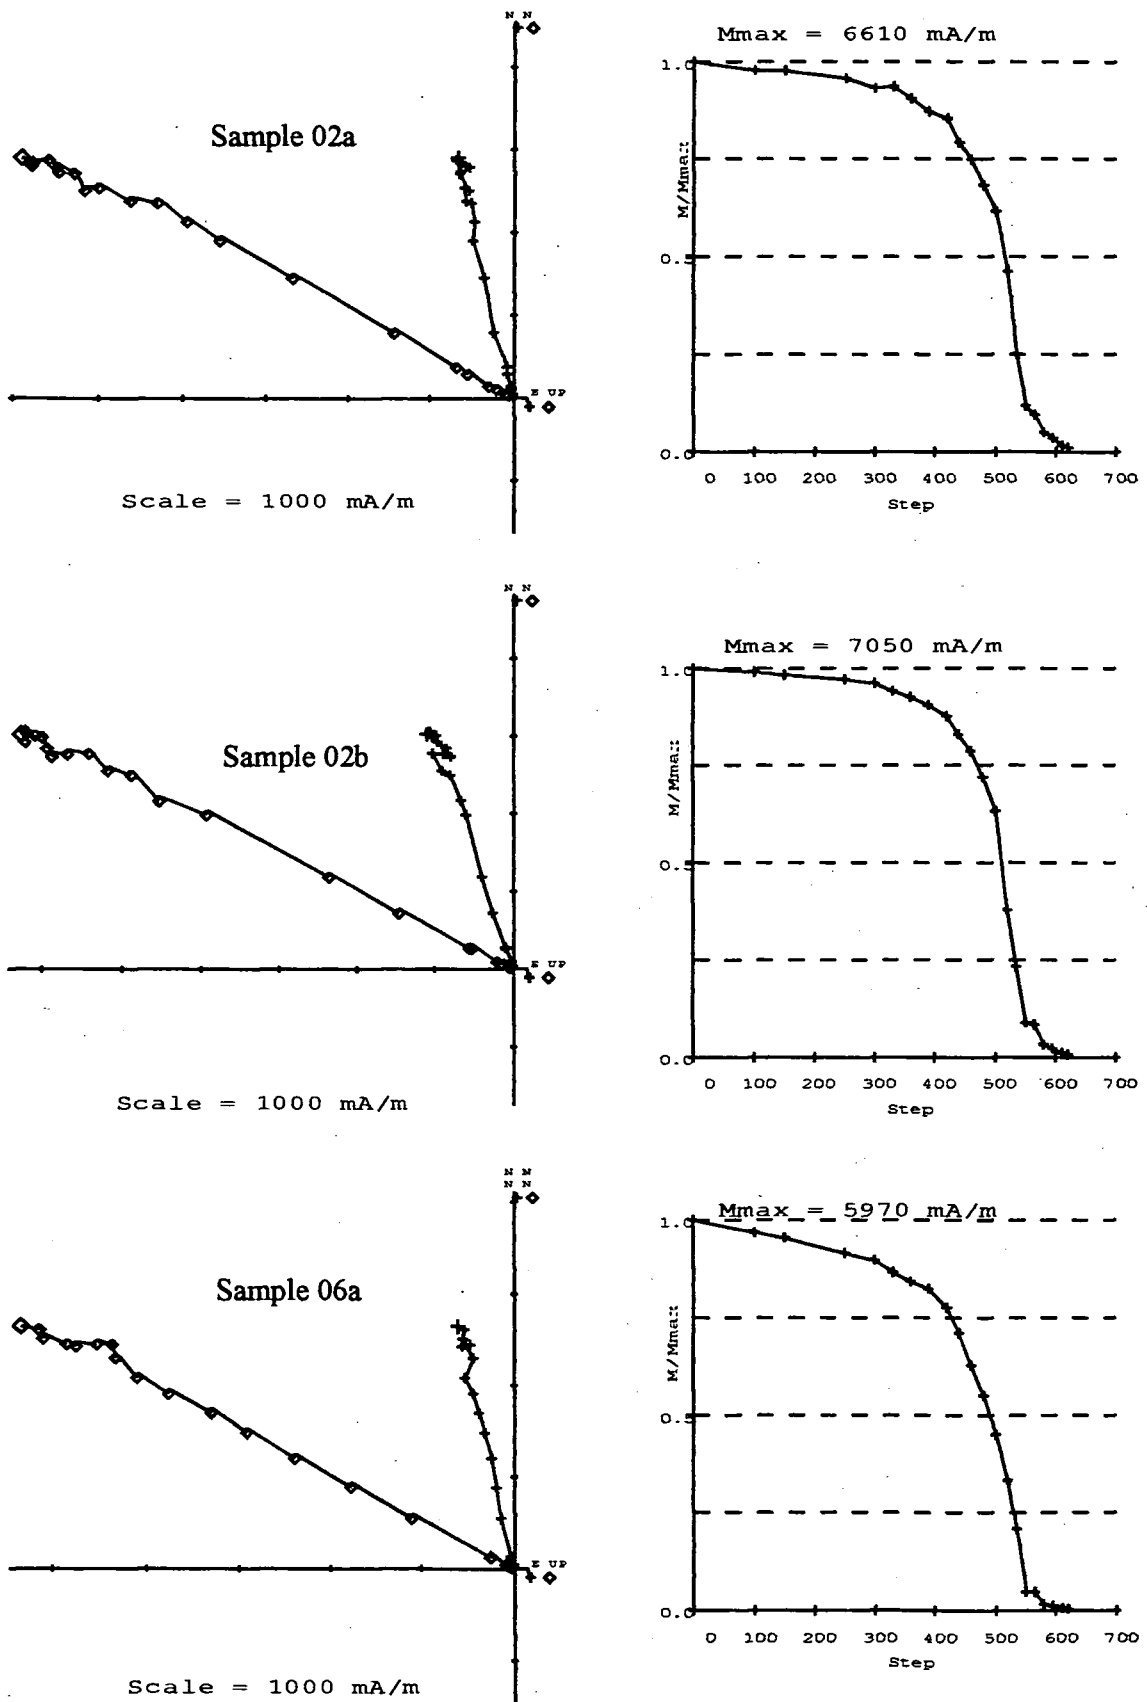 N N
Mmax = 6610 mA/m
1.0
Sample 02a
M/Mmax
0.5
E UP
0.0
0 100 200 300 400 500 600 700
Scale = 1000 mA/m
Step
N N
Mmax = 7050 mA/m
1.0
Sample 02b
M/Mmax
0.5
E UP
0.0
0 100 200 300 400 500 600 700
Scale = 1000 mA/m
Step
N N
N N
Mmax = 5970 mA/m
1.0
Sample 06a
M/Mmax
0.5
E UP
0.0
0 100 200 300 400 500 600 700
Step
Scale = 1000 mA/m